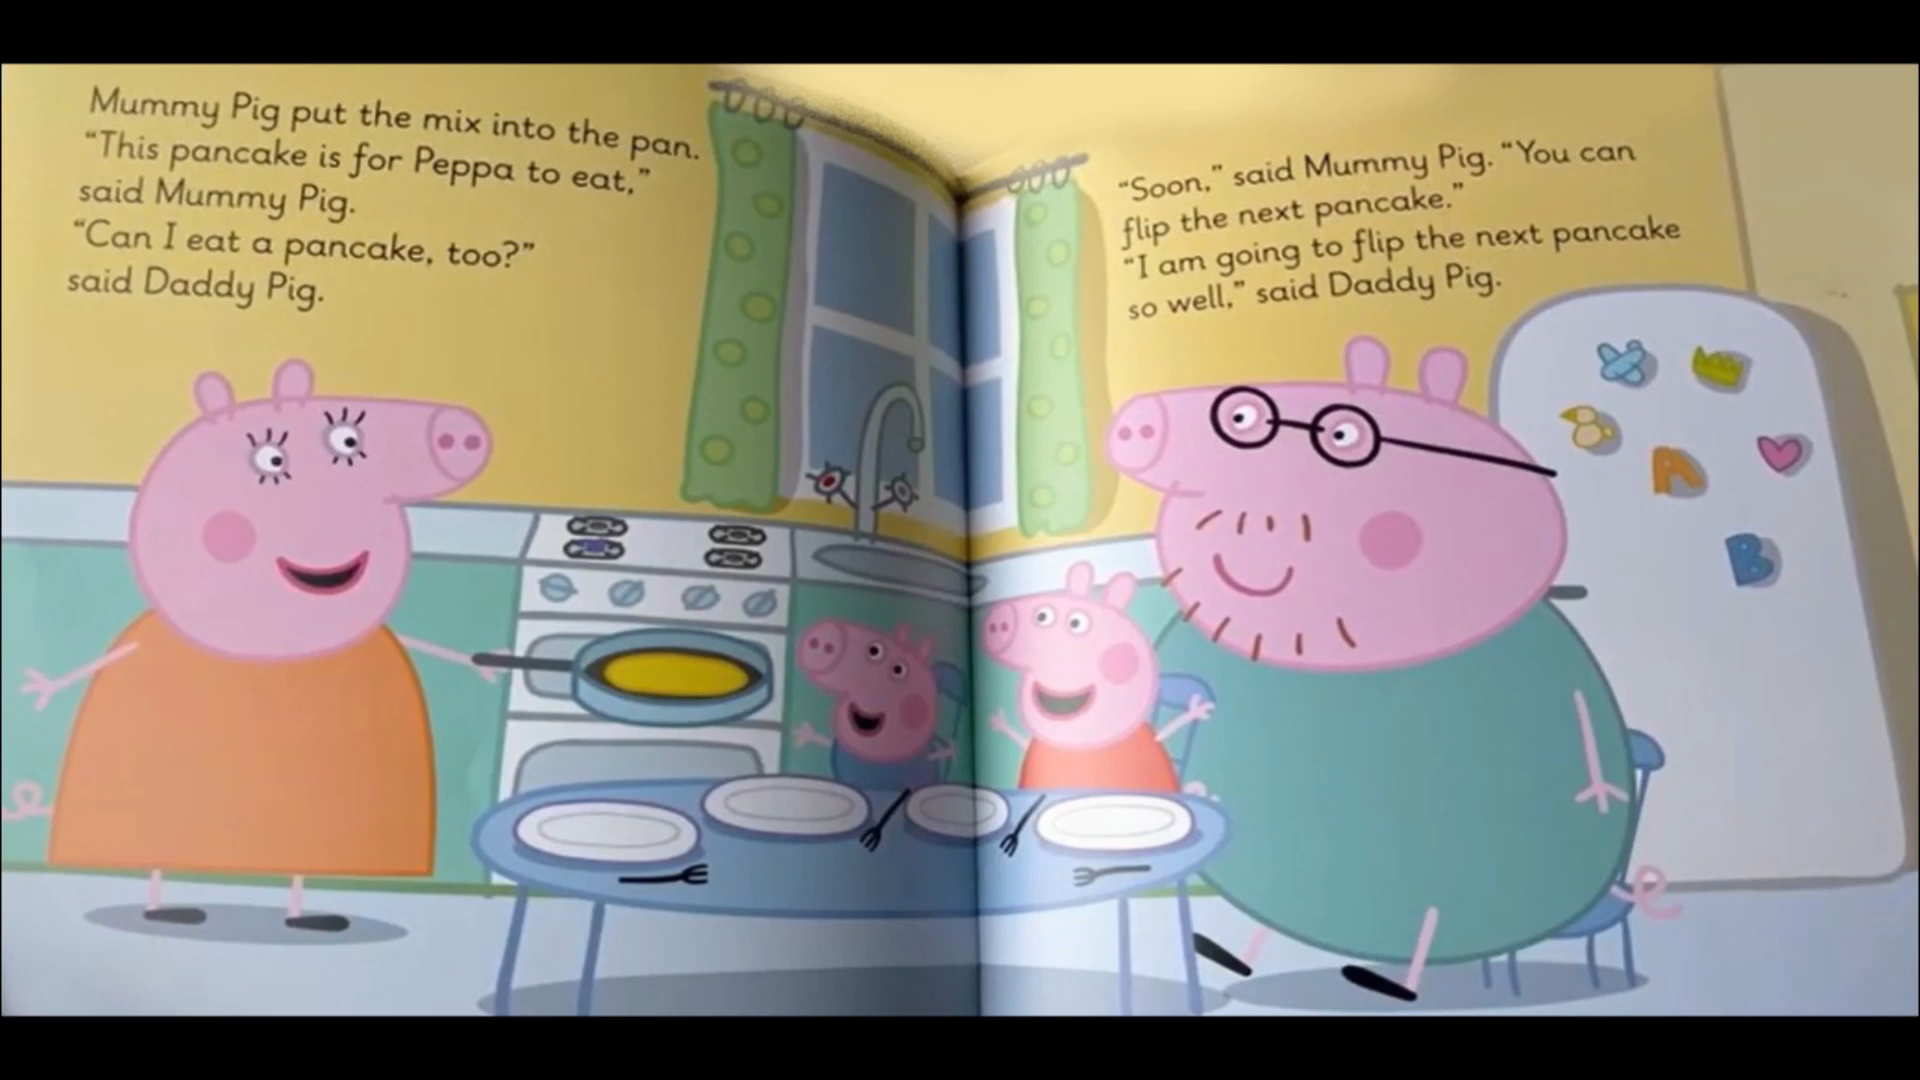 Mummy Pig put the mix into the pan.
“This pancake is for Peppa to eat,”
said Mummy Pig.
“Can I eat a pancake, too?”
said Daddy Pig.
“Soon,” said Mummy Pig. “You can
flip the next pancake.”
“I am going to flip the next pancake
so well,” said Daddy Pig.
A
B